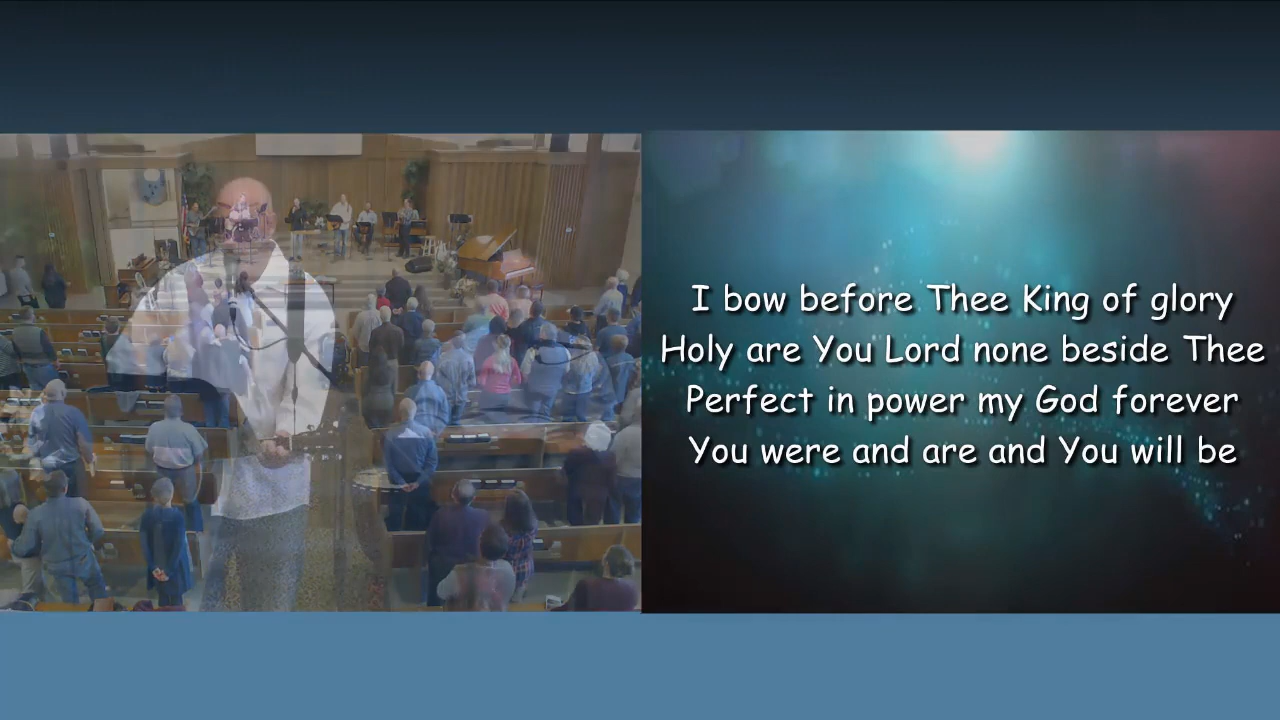 I bow before Thee King of glory
Holy are You Lord none beside Thee
Perfect in power my God forever
You were and are and You will be